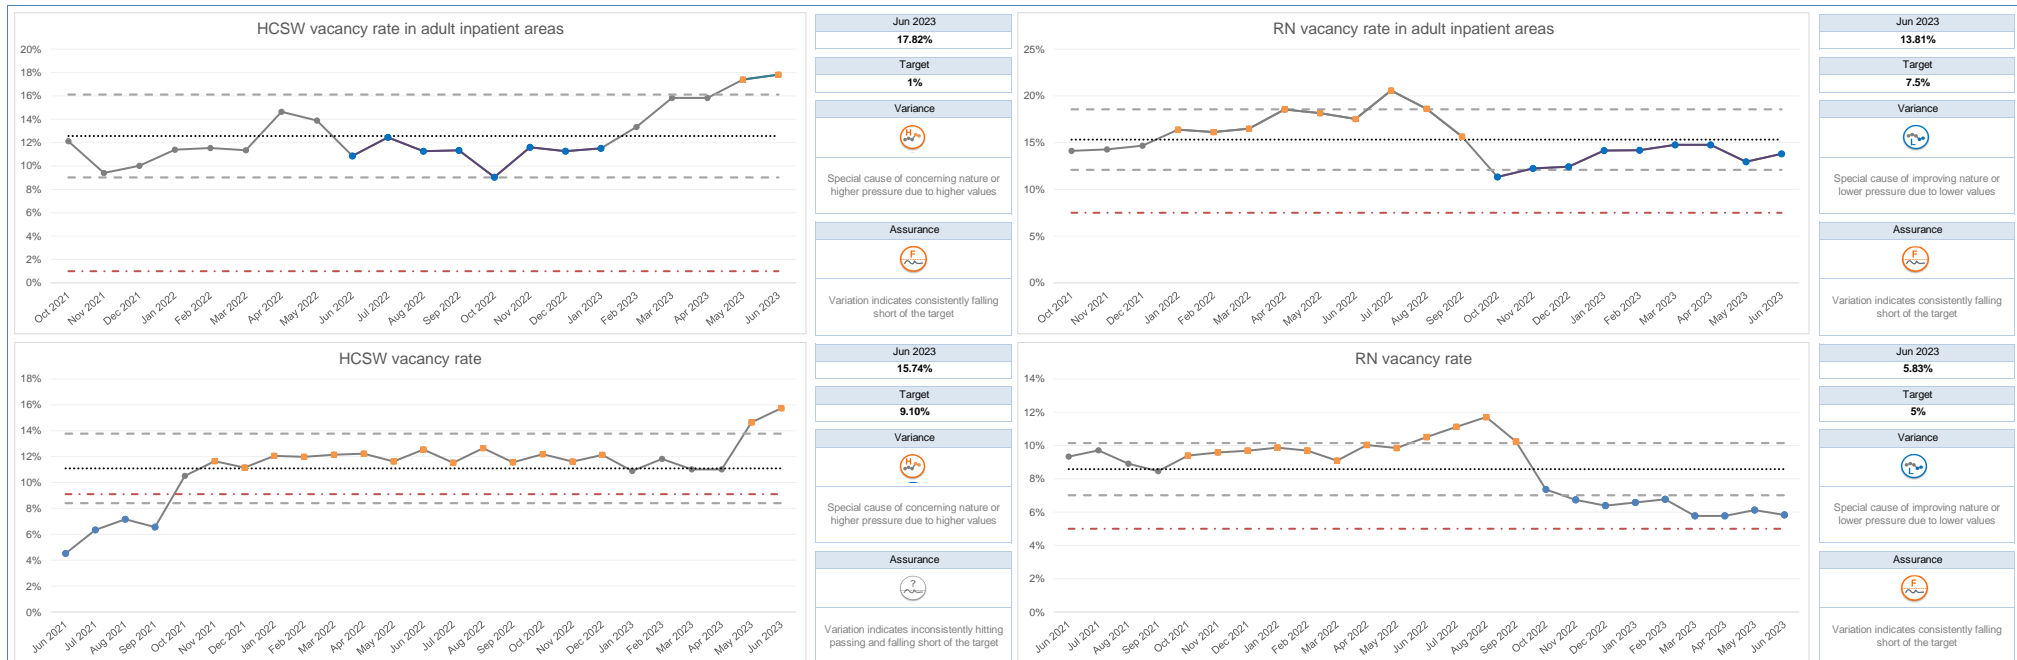 HCSW vacancy rate in adult inpatient areas
20%
18%
16%
14%
12%
10%
8%
6%
4%
2%
0%
Oct 2021
Nov 2021
Dec 2021
Jan 2022
Feb 2022
Mar 2022
Apr 2022
May 2022
Jun 2022
Jul 2022
Aug 2022
Sep 2022
Oct 2022
Nov 2022
Dec 2022
Jan 2023
Feb 2023
Mar 2023
Apr 2023
May 2023
Jun 2023
Jun 2023
17.82%
Target
1%
Variance
H
Special cause of concerning nature or
higher pressure due to higher values
Assurance
F
Variation indicates consistently falling
short of the target
RN vacancy rate in adult inpatient areas
25%
20%
15%
10%
5%
0%
Oct 2021
Nov 2021
Dec 2021
Jan 2022
Feb 2022
Mar 2022
Apr 2022
May 2022
Jun 2022
Jul 2022
Aug 2022
Sep 2022
Oct 2022
Nov 2022
Dec 2022
Jan 2023
Feb 2023
Mar 2023
Apr 2023
May 2023
Jun 2023
Jun 2023
13.81%
Target
7.5%
Variance
L
Special cause of improving nature or
lower pressure due to lower values
Assurance
F
Variation indicates consistently falling
short of the target
HCSW vacancy rate
18%
16%
14%
12%
10%
8%
6%
4%
2%
0%
Jun 2021
Jul 2021
Aug 2021
Sep 2021
Oct 2021
Nov 2021
Dec 2021
Jan 2022
Feb 2022
Mar 2022
Apr 2022
May 2022
Jun 2022
Jul 2022
Aug 2022
Sep 2022
Oct 2022
Nov 2022
Dec 2022
Jan 2023
Feb 2023
Mar 2023
Apr 2023
May 2023
Jun 2023
Jun 2023
15.74%
Target
9.10%
Variance
H
Special cause of concerning nature or
higher pressure due to higher values
Assurance
?
Variation indicates inconsistently hitting
passing and falling short of the target
RN vacancy rate
14%
12%
10%
8%
6%
4%
2%
0%
Jun 2021
Jul 2021
Aug 2021
Sep 2021
Oct 2021
Nov 2021
Dec 2021
Jan 2022
Feb 2022
Mar 2022
Apr 2022
May 2022
Jun 2022
Jul 2022
Aug 2022
Sep 2022
Oct 2022
Nov 2022
Dec 2022
Jan 2023
Feb 2023
Mar 2023
Apr 2023
May 2023
Jun 2023
Jun 2023
5.83%
Target
5%
Variance
L
Special cause of improving nature or
lower pressure due to lower values
Assurance
F
Variation indicates consistently falling
short of the target